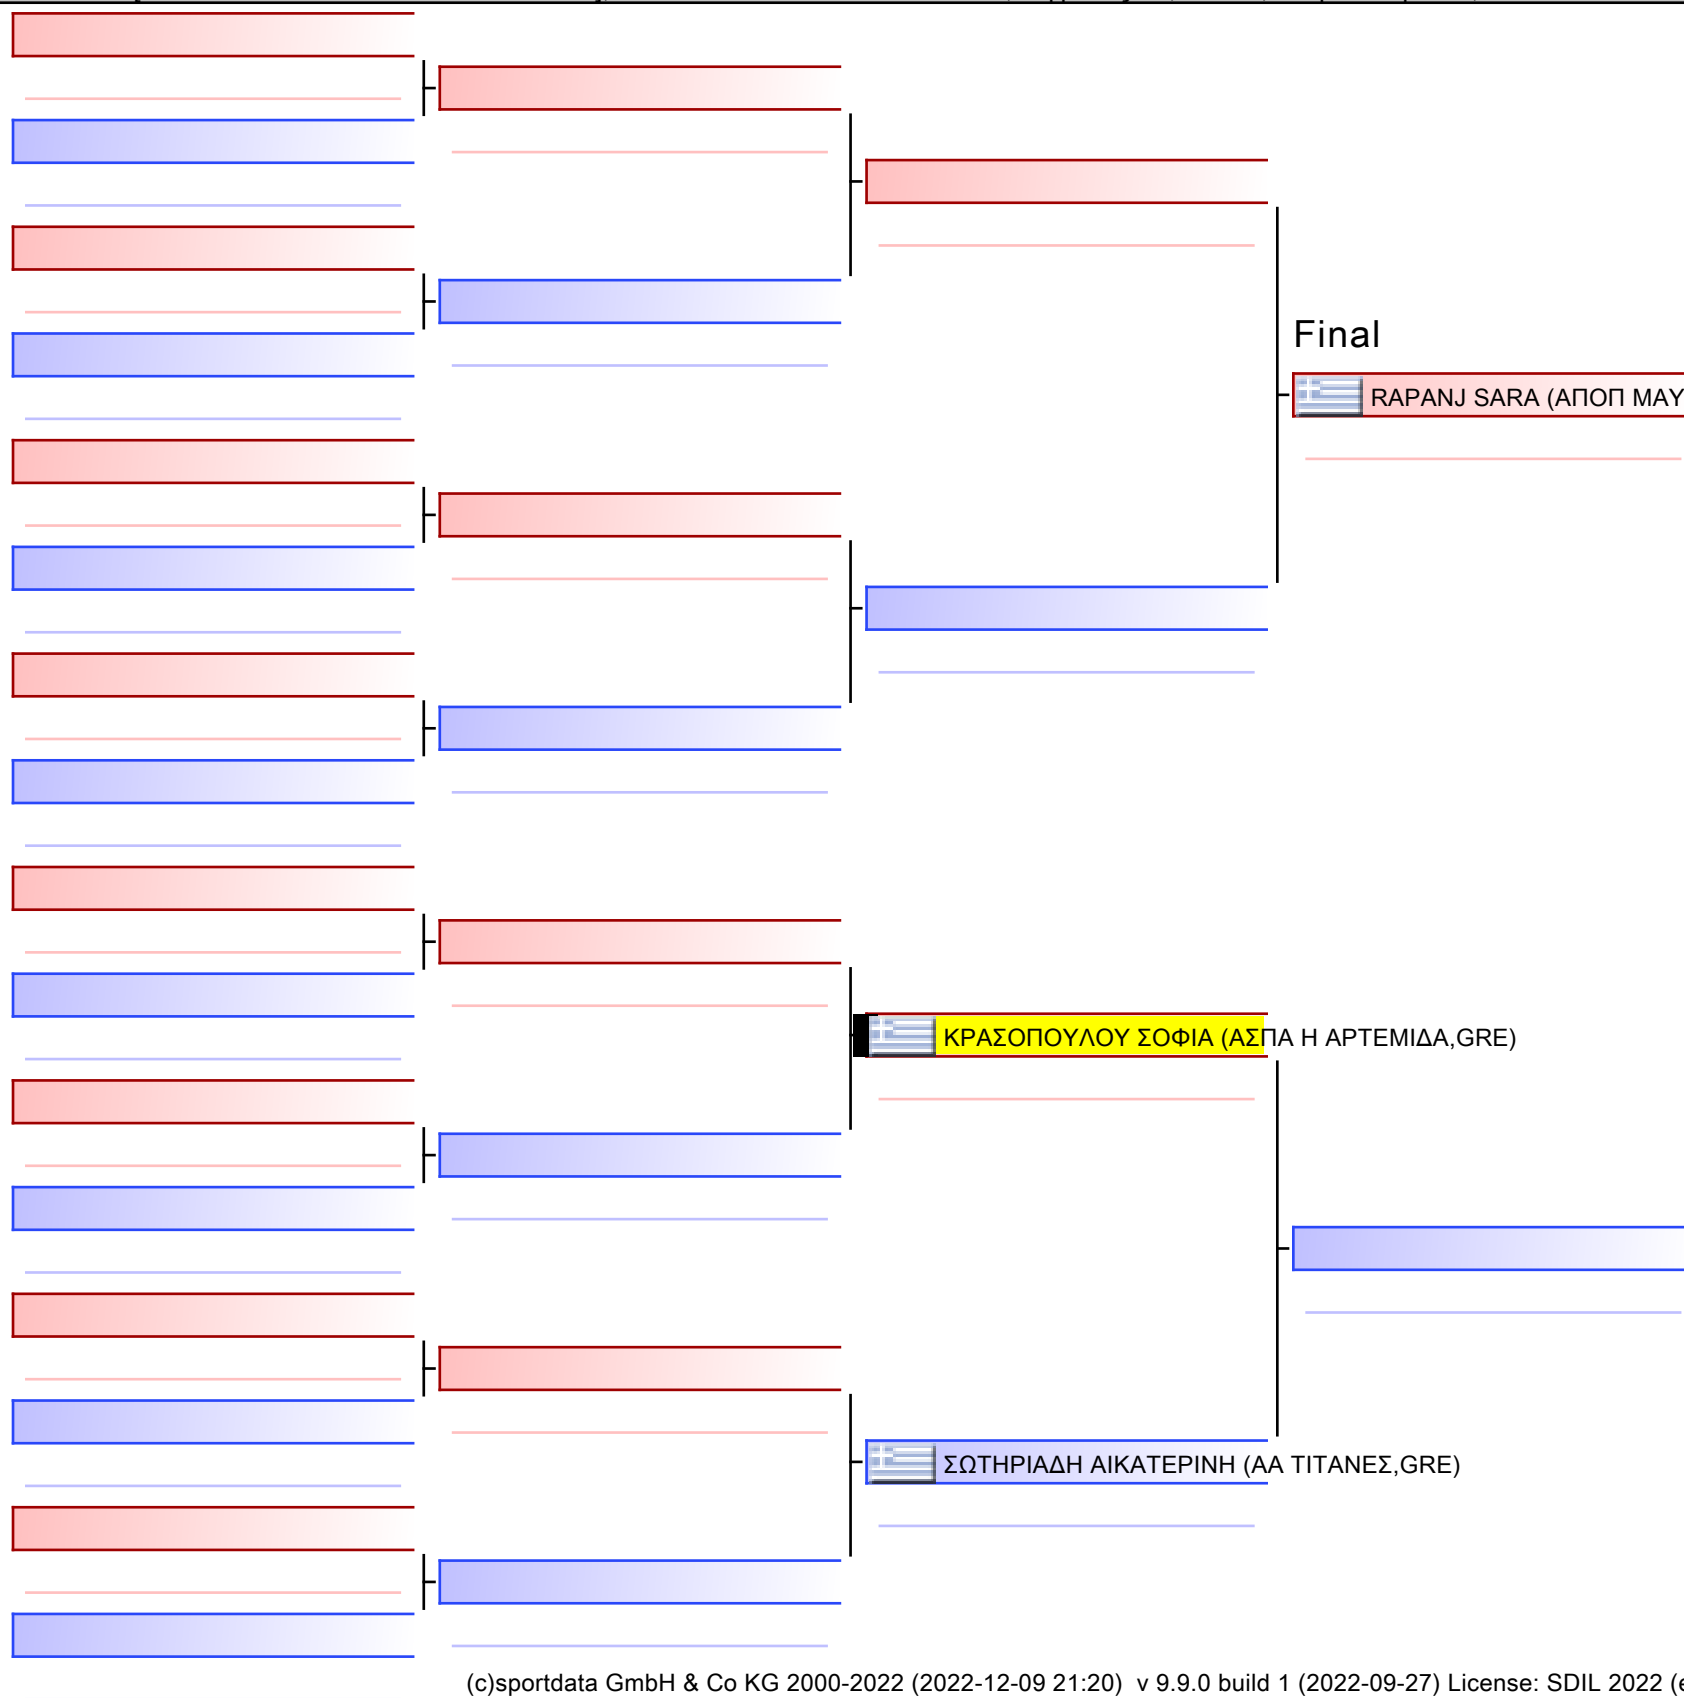 Final
RAPANJ SARA (ΑΠΟΠ ΜΑΥ
ΚΡΑΣΟΠΟΥΛΟΥ ΣΟΦΙΑ (ΑΣΠΑ Η ΑΡΤΕΜΙΔΑ,GRE)
ΣΩΤΗΡΙΑΔΗ ΑΙΚΑΤΕΡΙΝΗ (ΑΑ ΤΙΤΑΝΕΣ,GRE)
(c)sportdata GmbH & Co KG 2000-2022 (2022-12-09 21:20) v 9.9.0 build 1 (2022-09-27) License: SDIL 2022 (e